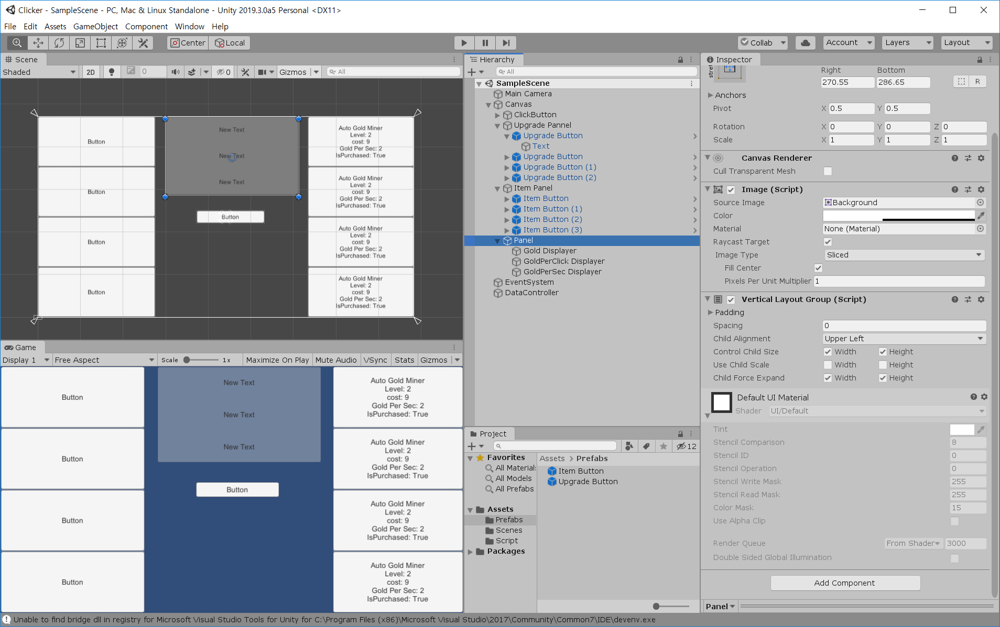 Clicker - SampleScene - PC, Mac & Linux Standalone - Unity 2019.3.0a5 Personal <DX11>
File Edit Assets GameObject Component Window Help
Center Local
Collab Account Layers Layout
Scene
Shaded 2D 0 0 Gizmos All
New Text
New Text
New Text
Button
Button
Button
Button
Button
Auto Gold Miner
Level: 2
cost: 9
Gold Per Sec: 2
IsPurchased: True
Auto Gold Miner
Level: 2
cost: 9
Gold Per Sec: 2
IsPurchased: True
Auto Gold Miner
Level: 2
cost: 9
Gold Per Sec: 2
IsPurchased: True
Auto Gold Miner
Level: 2
cost: 9
Gold Per Sec: 2
IsPurchased: True
Game
Display 1 Free Aspect Scale 1x Maximize On Play Mute Audio VSync Stats Gizmos
Button
Button
Button
Button
New Text
New Text
New Text
Button
Auto Gold Miner
Level: 2
cost: 9
Gold Per Sec: 2
IsPurchased: True
Auto Gold Miner
Level: 2
cost: 9
Gold Per Sec: 2
IsPurchased: True
Auto Gold Miner
Level: 2
cost: 9
Gold Per Sec: 2
IsPurchased: True
Auto Gold Miner
Level: 2
cost: 9
Gold Per Sec: 2
IsPurchased: True
Hierarchy
All
SampleScene
Main Camera
Canvas
ClickButton
Upgrade Pannel
Upgrade Button
Text
Upgrade Button
Upgrade Button (1)
Upgrade Button (2)
Item Panel
Item Button
Item Button (1)
Item Button (2)
Item Button (3)
Panel
Gold Displayer
GoldPerClick Displayer
GoldPerSec Displayer
EventSystem
DataController
Project
12
Favorites
All Material
All Models
All Prefabs
Assets
Prefabs
Scenes
Script
Packages
Assets > Prefabs
Item Button
Upgrade Button
Inspector
Right Bottom
270.55 286.65
R
Anchors
Pivot X 0.5 Y 0.5
Rotation X 0 Y 0 Z 0
Scale X 1 Y 1 Z 1
Canvas Renderer
Cull Transparent Mesh
Image (Script)
Source Image Background
Color
Material None (Material)
Raycast Target
Image Type Sliced
Fill Center
Pixels Per Unit Multiplier 1
Vertical Layout Group (Script)
Padding
Spacing 0
Child Alignment Upper Left
Control Child Size Width Height
Use Child Scale Width Height
Child Force Expand Width Height
Default UI Material
Shader UI/Default
Tint
Stencil Comparison 8
Stencil ID 0
Stencil Operation 0
Stencil Write Mask 255
Stencil Read Mask 255
Color Mask 15
Use Alpha Clip
Render Queue From Shader 3000
Double Sided Global Illumination
Add Component
Panel
Unable to find bridge dll in registry for Microsoft Visual Studio Tools for Unity for C:\Program Files (x86)\Microsoft Visual Studio\2017\Community\Common7\IDE\devenv.exe